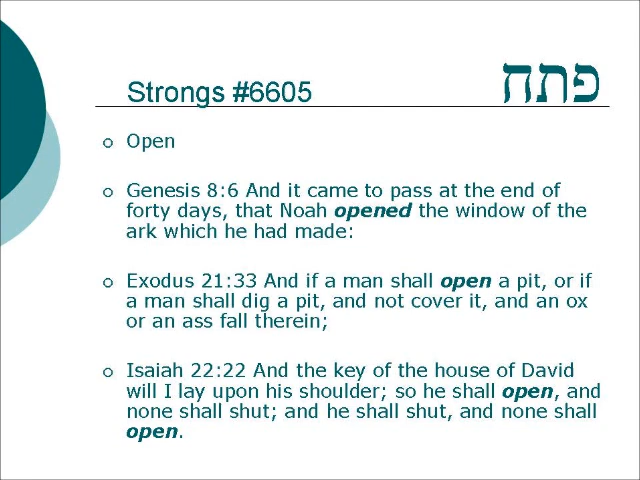 Strongs #6605 פתח
Open
Genesis 8:6 And it came to pass at the end of
forty days, that Noah opened the window of the
ark which he had made:
Exodus 21:33 And if a man shall open a pit, or if
a man shall dig a pit, and not cover it, and an ox
or an ass fall therein;
Isaiah 22:22 And the key of the house of David
will I lay upon his shoulder; so he shall open, and
none shall shut; and he shall shut, and none shall
open.